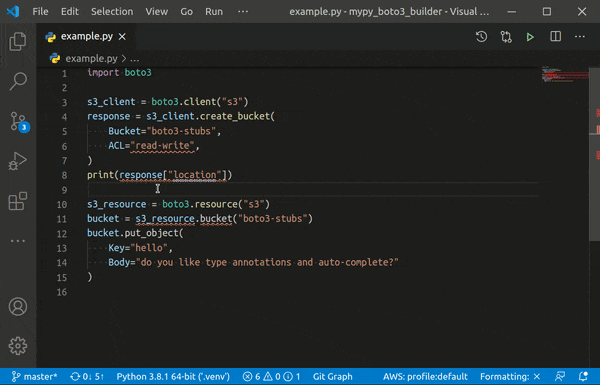 File Edit Selection View Go Run ··· example.py - mypy_boto3_builder - Visual ...
example.py ×
example.py > ...
1 import boto3
2
3 s3_client = boto3.client("s3")
4 response = s3_client.create_bucket(
5     Bucket="boto3-stubs",
6     ACL="read-write",
7 )
8 print(response["location"])
9
10 s3_resource = boto3.resource("s3")
11 bucket = s3_resource.bucket("boto3-stubs")
12 bucket.put_object(
13     Key="hello",
14     Body="do you like type annotations and auto-complete?"
15 )
16
3
master* 0↓ 5↑ Python 3.8.1 64-bit ('.venv') 6 0 1 Git Graph AWS: profile:default Formatting: ×